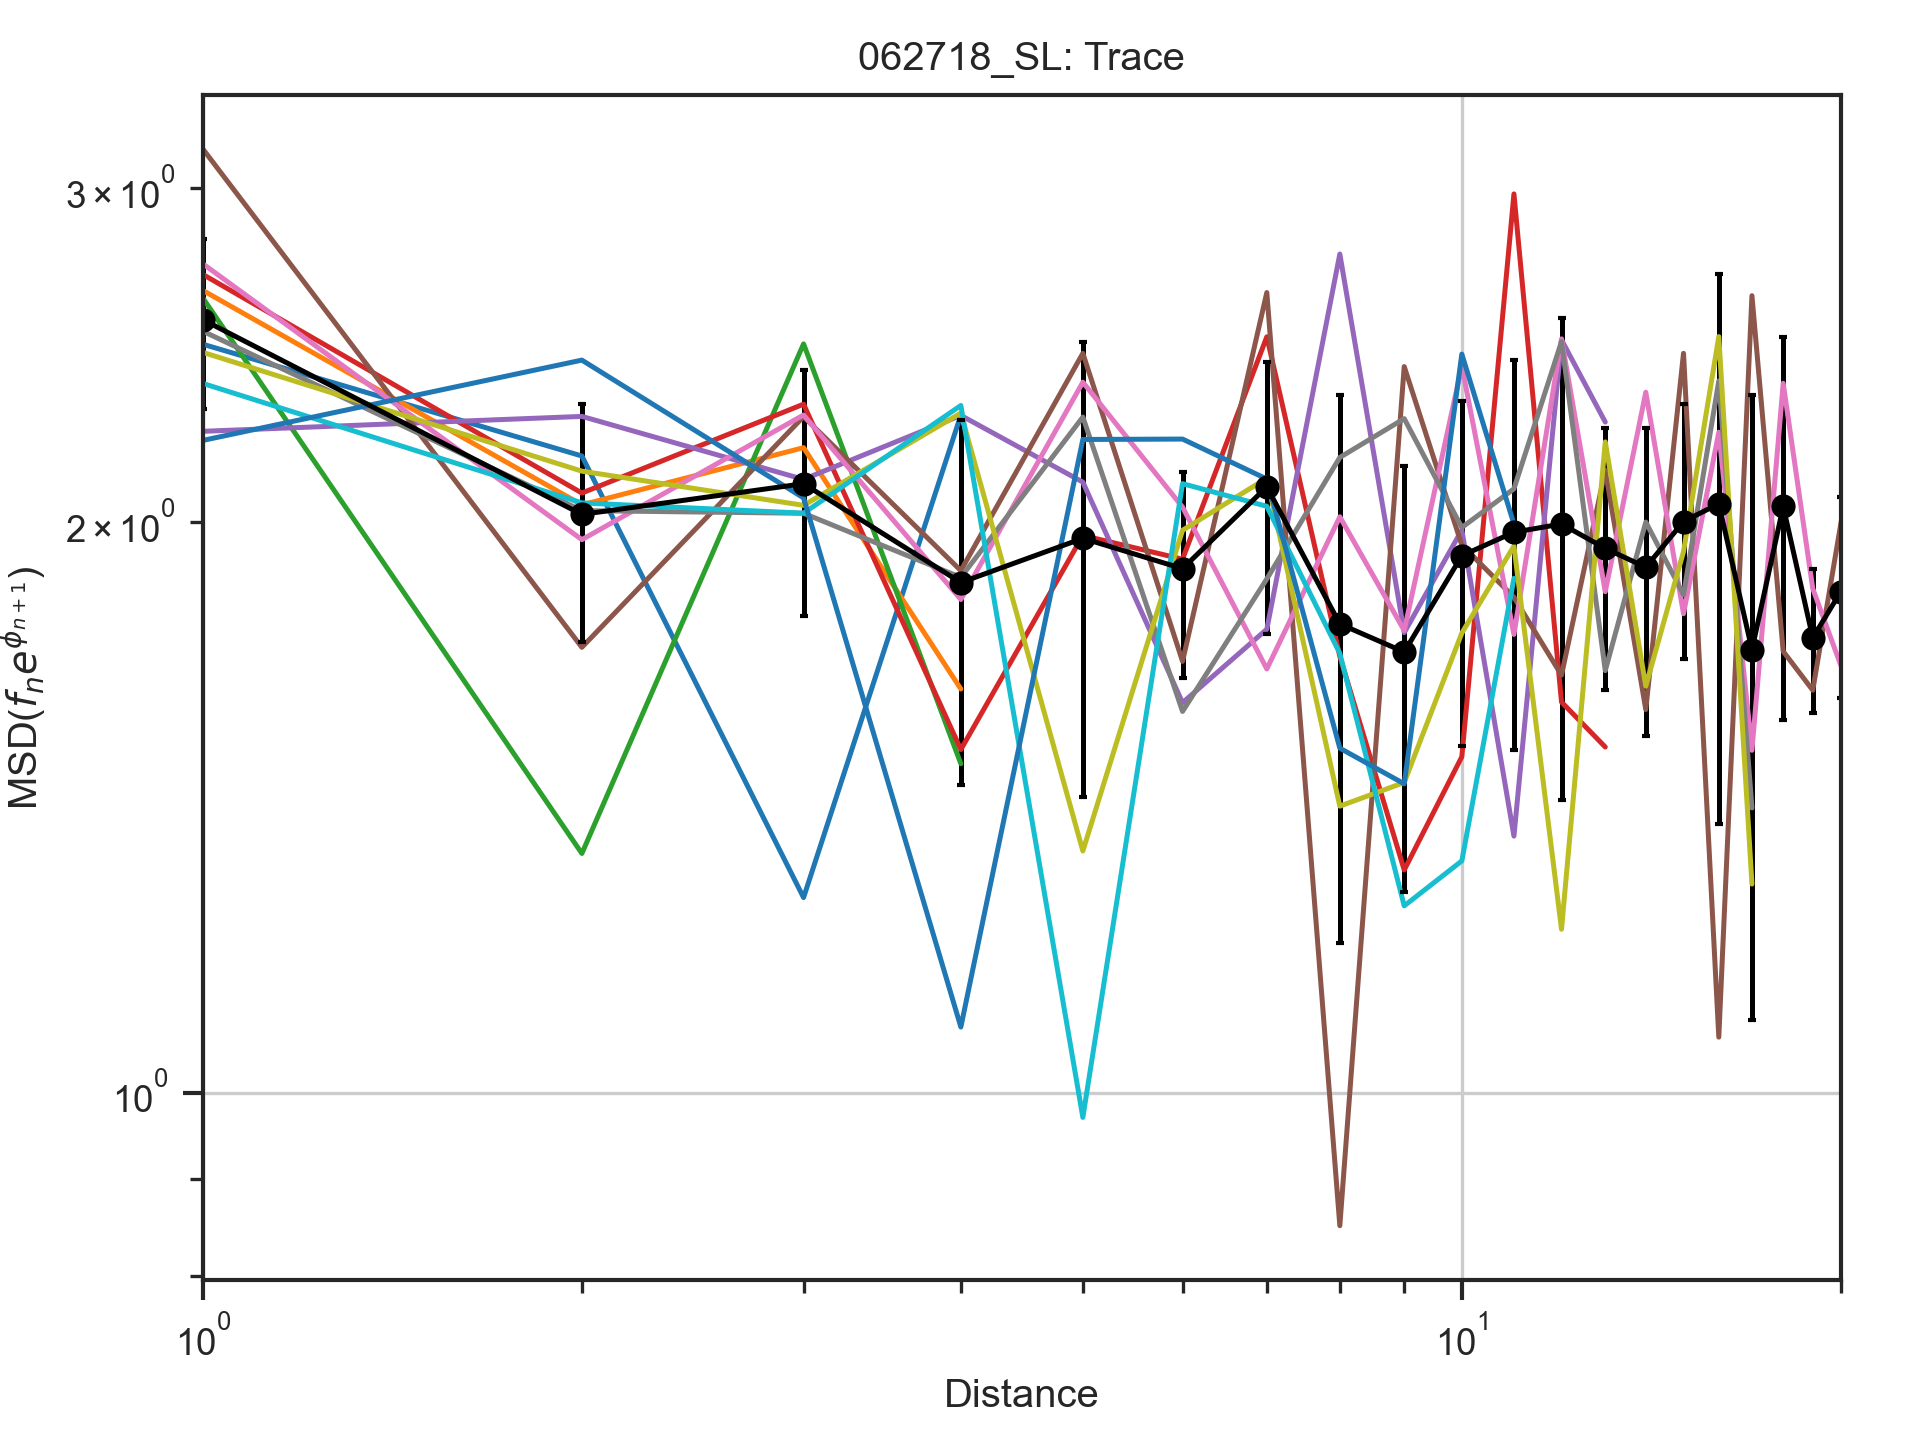 062718_SL: Trace
3 × 10⁰
2 × 10⁰
10⁰
MSD(fₙe^ϕₙ₊₁)
10⁰
10¹
Distance